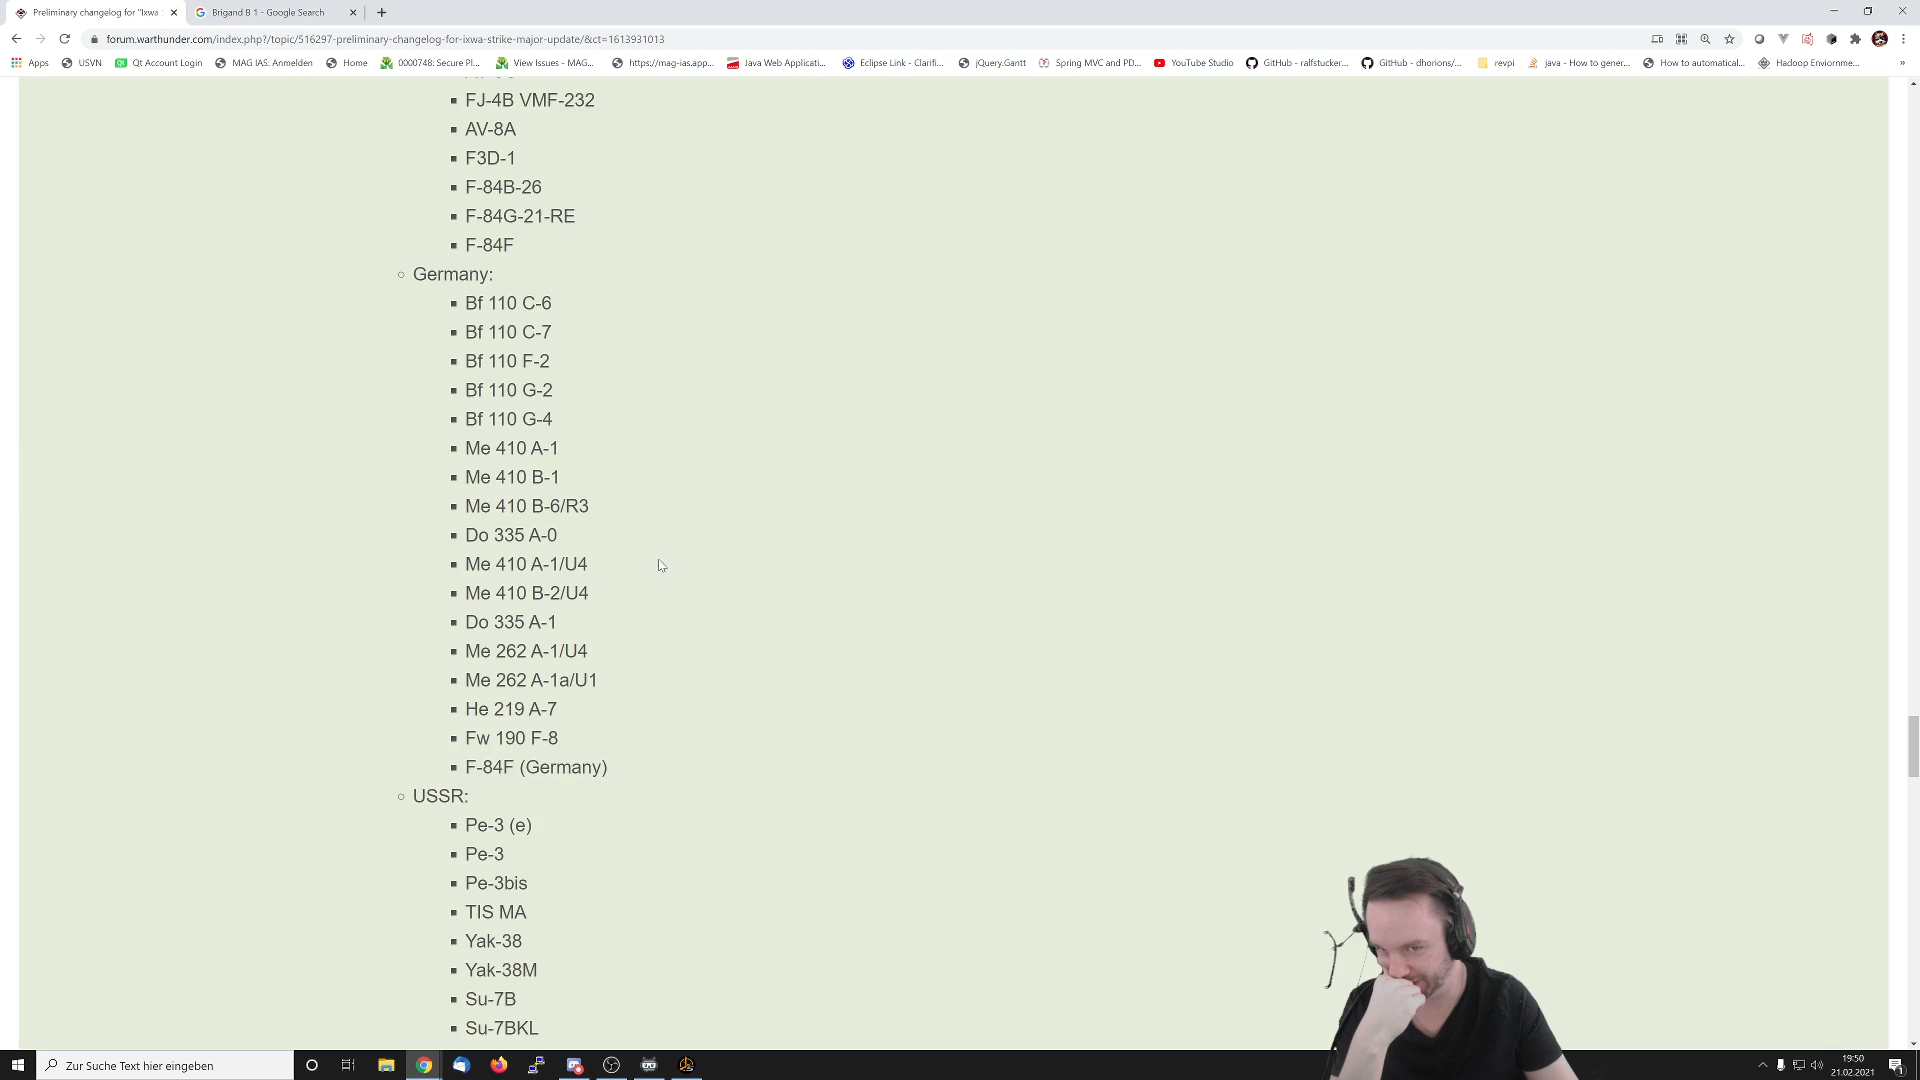 Preliminary changelog for "Ixwa
Brigand B 1 - Google Search
forum.warthunder.com/index.php?/topic/516297-preliminary-changelog-for-ixwa-strike-major-update/&ct=1613931013
Apps
USVN
Qt Account Login
MAG IAS: Anmelden
Home
0000748: Secure Pl...
View Issues - MAG...
https://mag-ias.app...
Java Web Applicati...
Eclipse Link - Clarifi...
jQuery.Gantt
Spring MVC and PD...
YouTube Studio
GitHub - ralfstucker...
GitHub - dhorions/...
revpi
java - How to gener...
How to automatical...
Hadoop Enviornme...
»
FJ-4B VMF-232
AV-8A
F3D-1
F-84B-26
F-84G-21-RE
F-84F
Germany:
Bf 110 C-6
Bf 110 C-7
Bf 110 F-2
Bf 110 G-2
Bf 110 G-4
Me 410 A-1
Me 410 B-1
Me 410 B-6/R3
Do 335 A-0
Me 410 A-1/U4
Me 410 B-2/U4
Do 335 A-1
Me 262 A-1/U4
Me 262 A-1a/U1
He 219 A-7
Fw 190 F-8
F-84F (Germany)
USSR:
Pe-3 (e)
Pe-3
Pe-3bis
TIS MA
Yak-38
Yak-38M
Su-7B
Su-7BKL
Zur Suche Text hier eingeben
19:50
21.02.2021